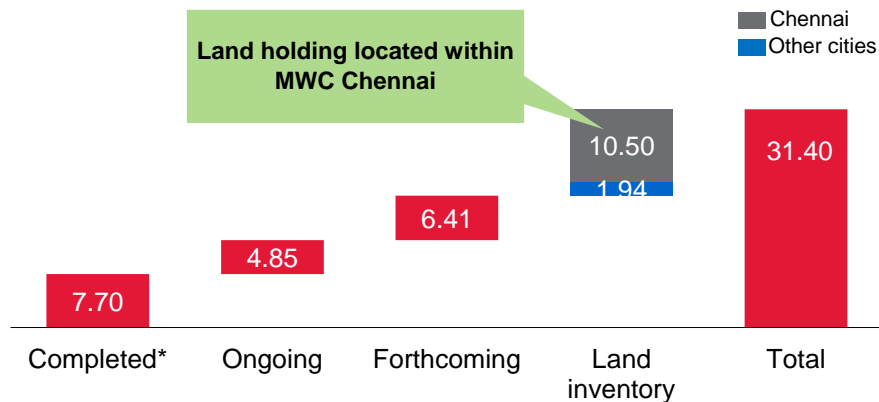 Chennai
Other cities
Land holding located within
MWC Chennai
10.50
1.94
31.40
6.41
4.85
7.70
Completed*
Ongoing
Forthcoming
Land
inventory
Total